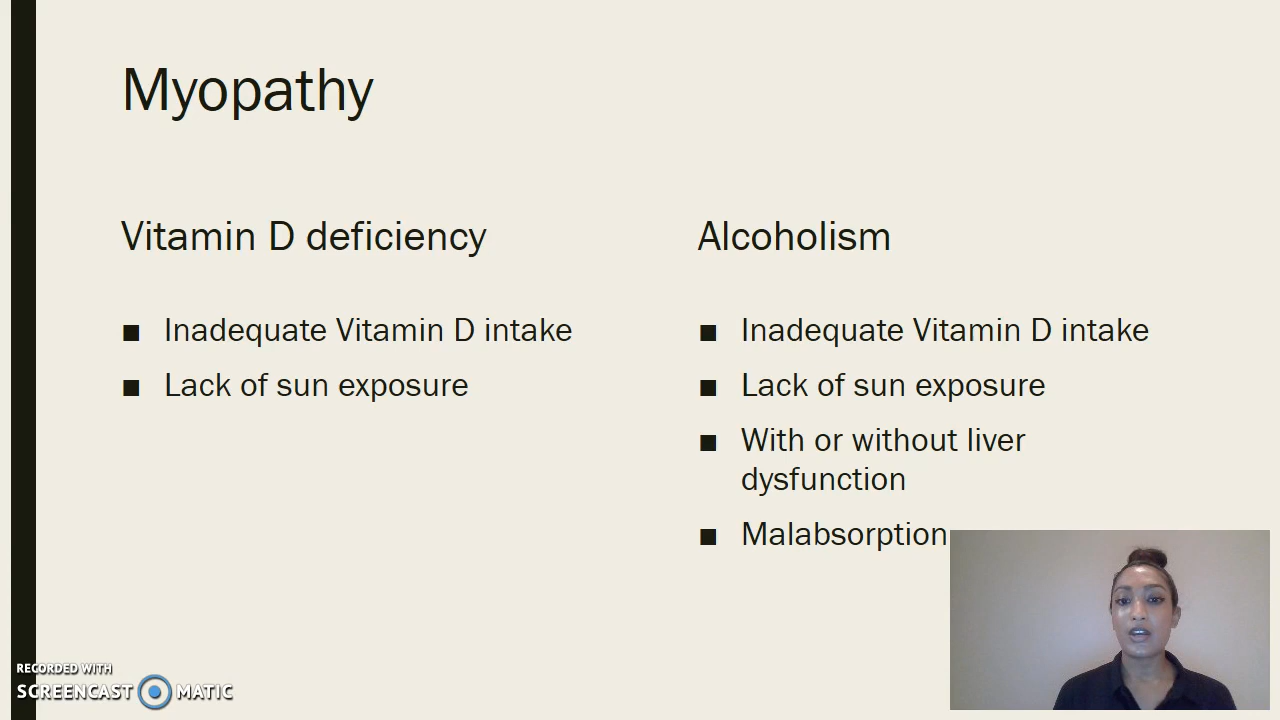 Myopathy
Vitamin D deficiency
■ Inadequate Vitamin D intake
■ Lack of sun exposure
Alcoholism
■ Inadequate Vitamin D intake
■ Lack of sun exposure
■ With or without liver
dysfunction
■ Malabsorption
RECORDED WITH
SCREENCAST MATIC